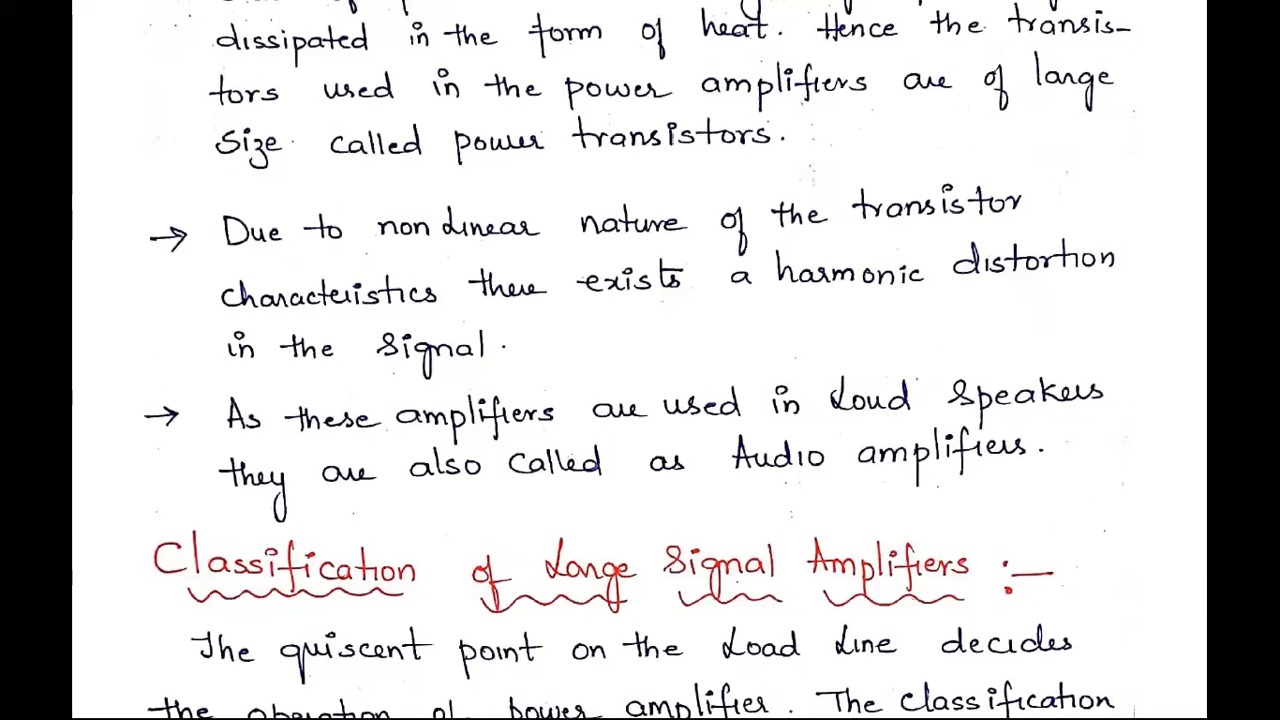 dissipated in the form of heat. Hence the transis-
tors used in the power amplifiers are of large
size called power transistors.
→ Due to non linear nature of the transistor
characteristics there exists a harmonic distortion
in the signal.
→ As these amplifiers are used in Loud Speakers
they are also called as Audio amplifiers.
Classification of Large Signal Amplifiers :-
The quiscent point on the Load Line decides
the operation of power amplifier. The classification